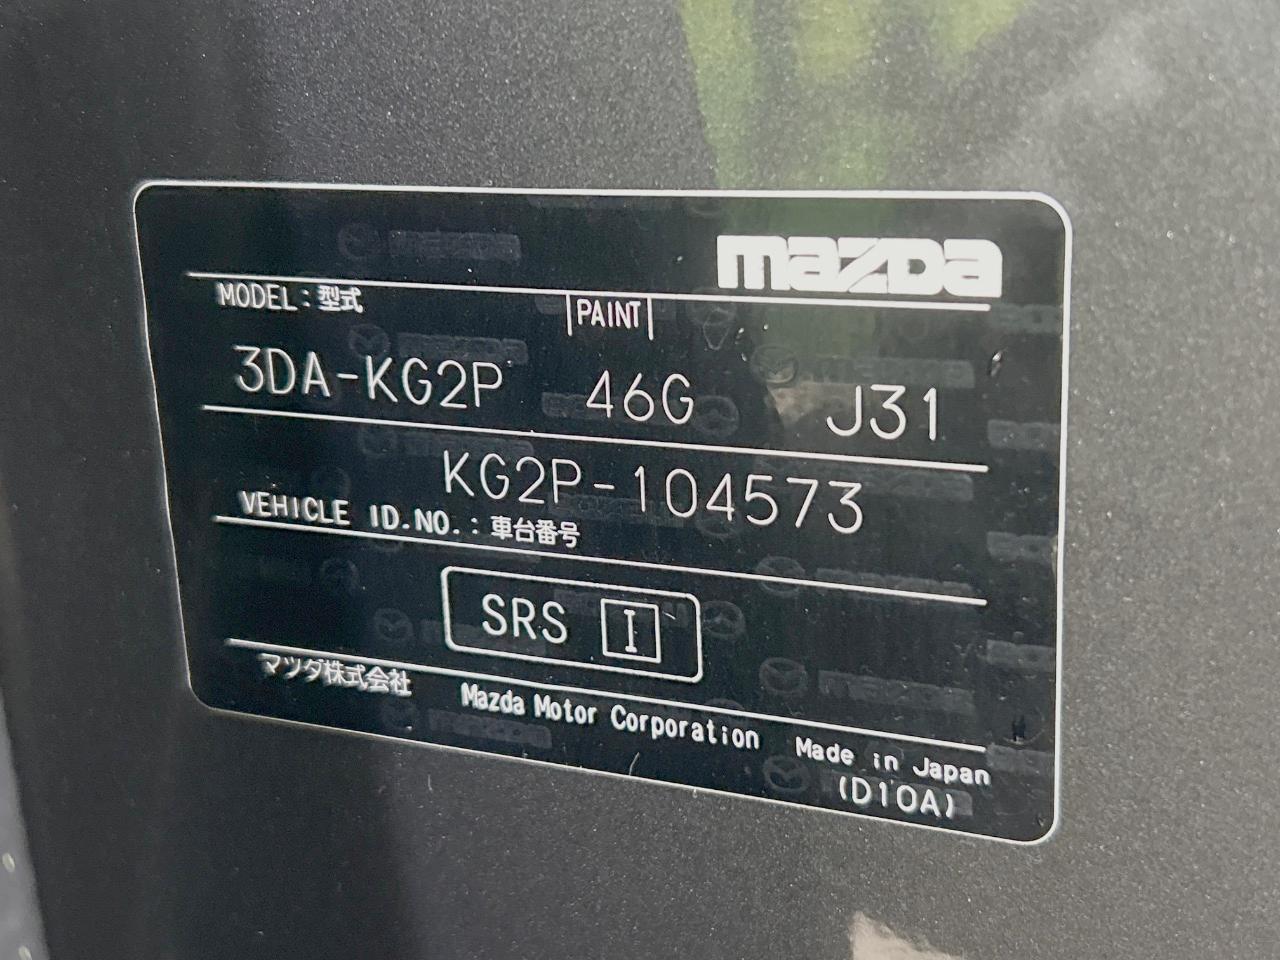 mazda
MODEL:型式 PAINT
3DA-KG2P 46G J31
KG2P-104573
VEHICLE ID.NO.:車台番号
SRS I
マツダ株式会社 Mazda Motor Corporation Made in Japan
(D10A)